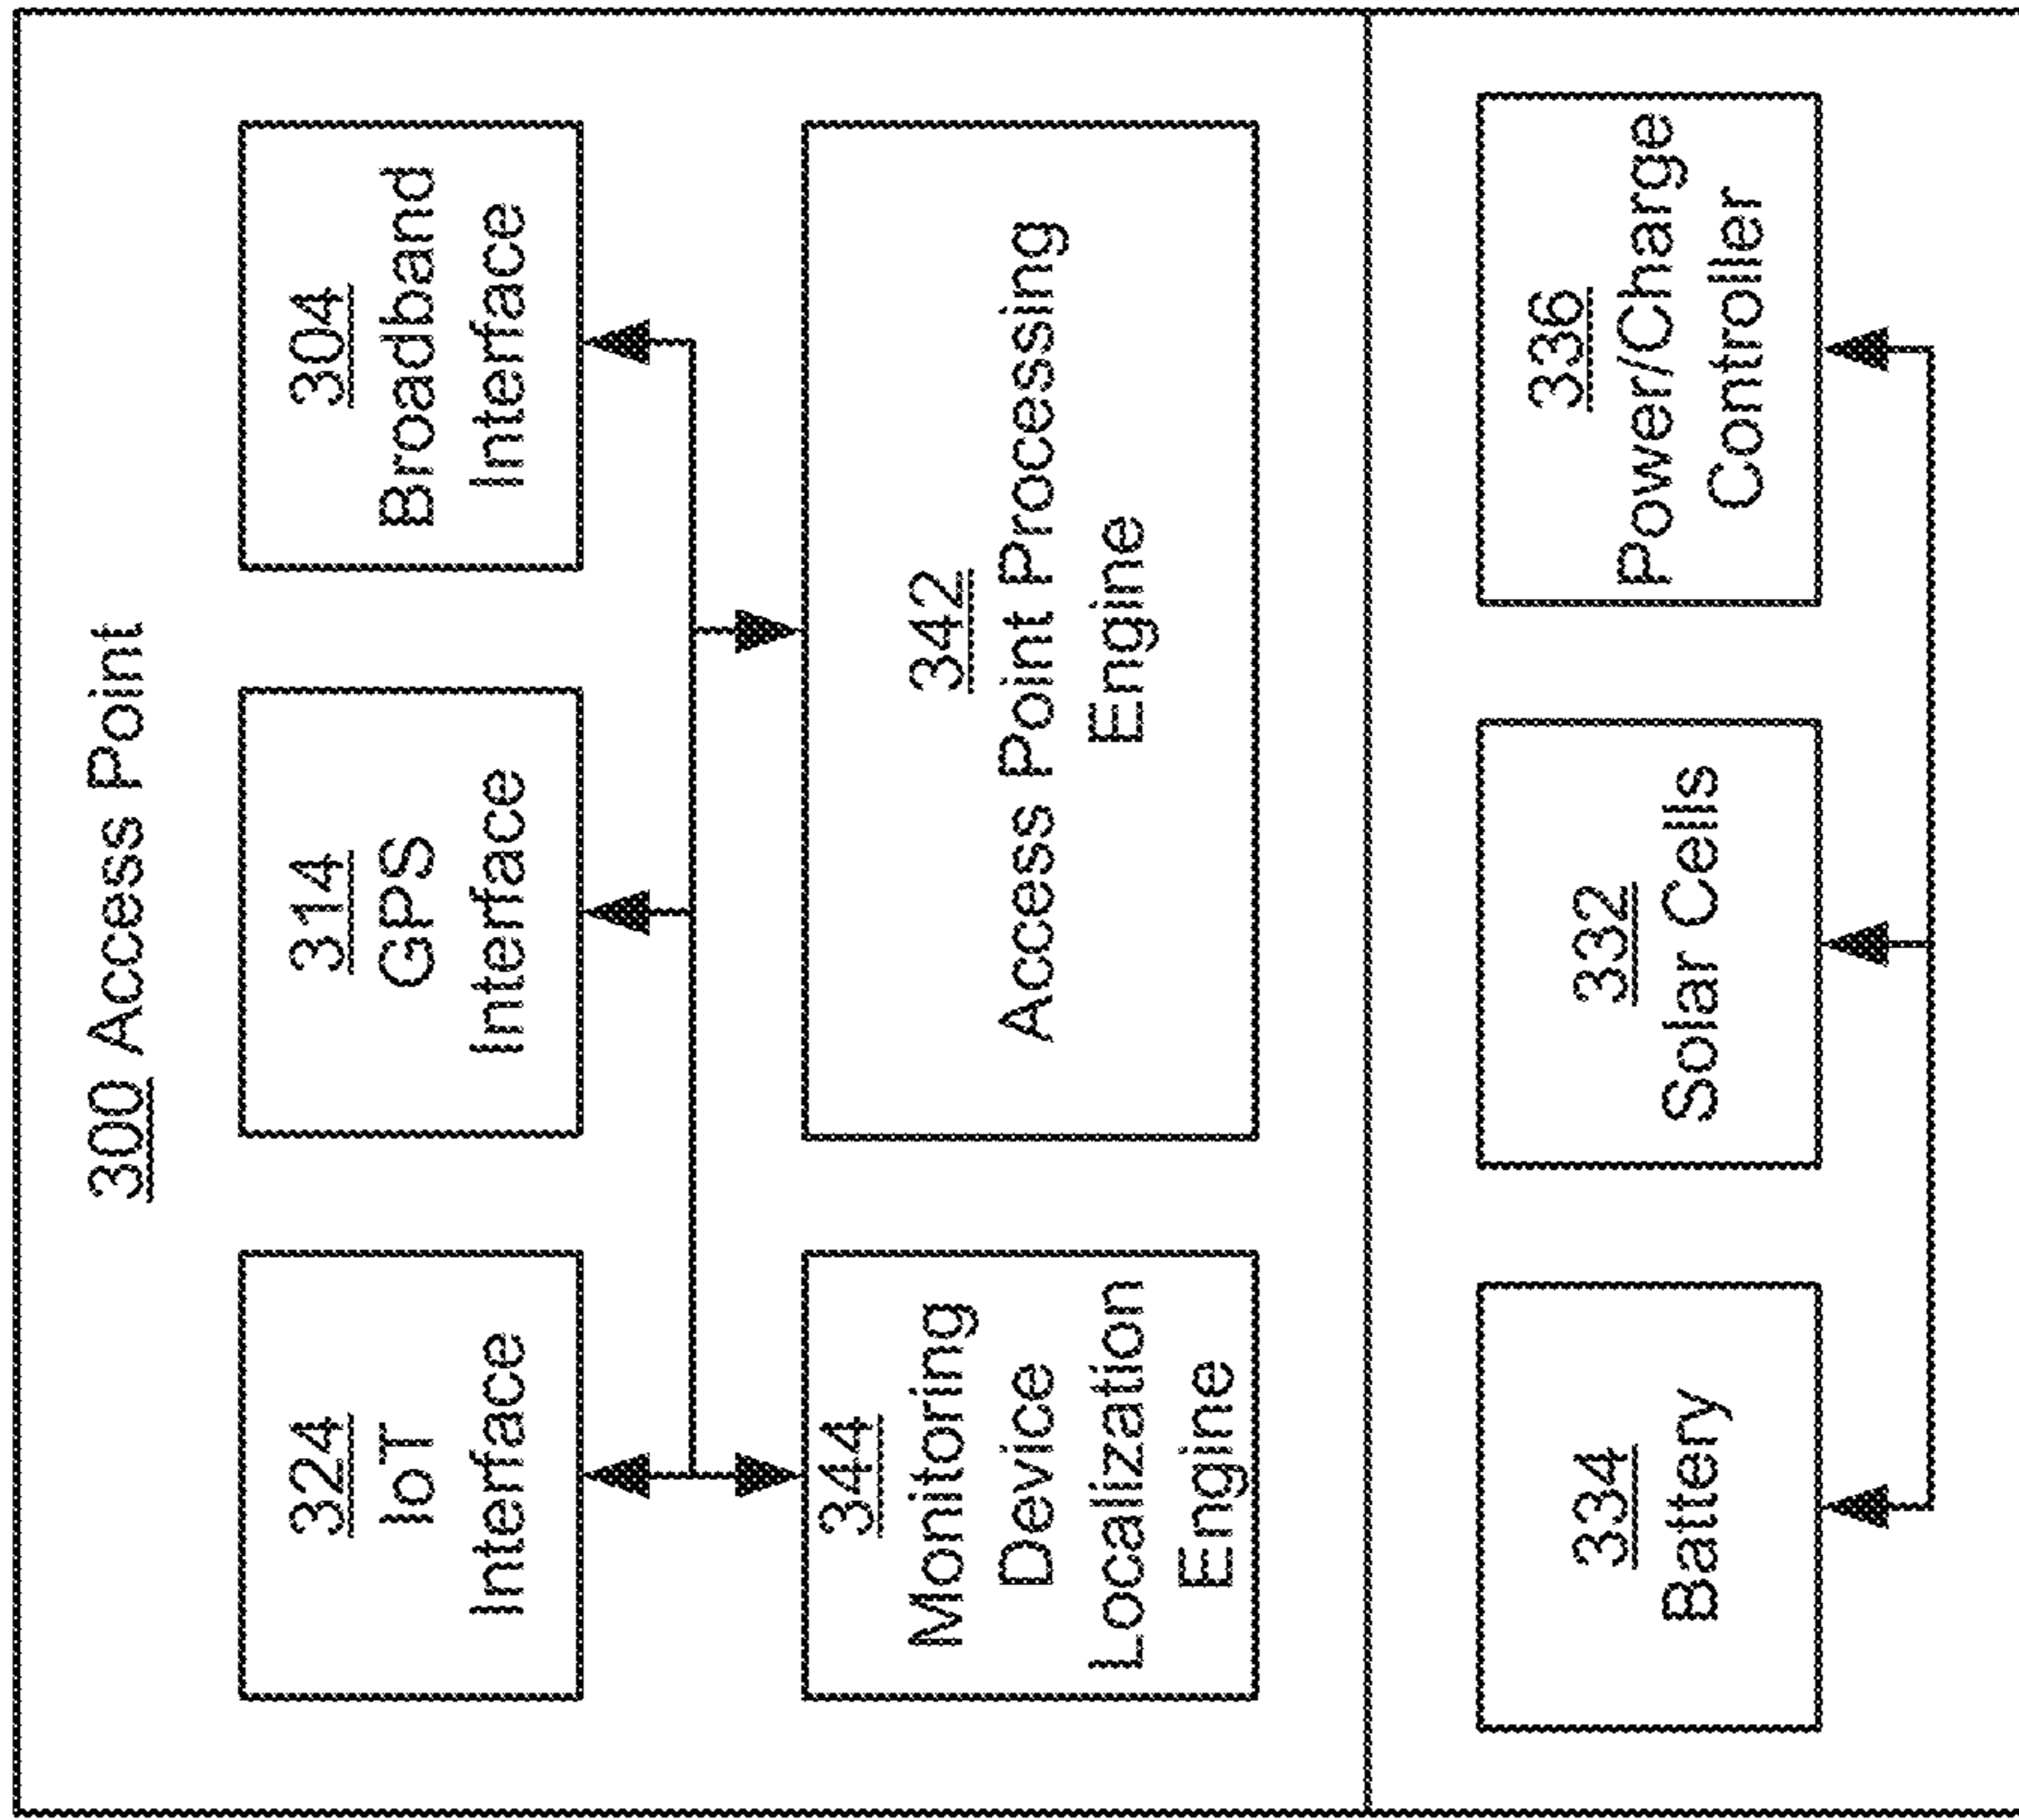 300 Access Point
324
IoT
Interface
314
GPS
Interface
304
Broadband
Interface
344
Monitoring
Device
Localization
Engine
342
Access Point Processing
Engine
334
Battery
332
Solar Cells
336
Power/Charge
Controller